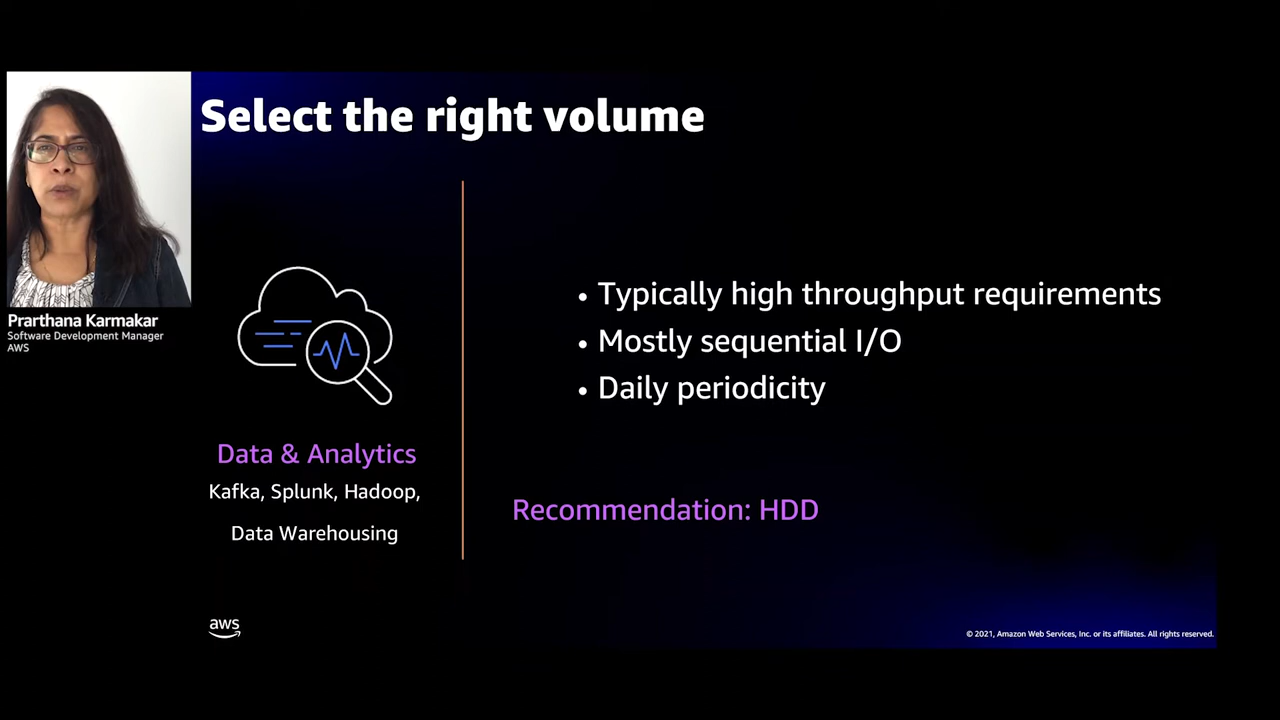 Select the right volume
Prarthana Karmakar
Software Development Manager
AWS
• Typically high throughput requirements
• Mostly sequential I/O
• Daily periodicity
Data & Analytics
Kafka, Splunk, Hadoop,
Data Warehousing
Recommendation: HDD
aws
© 2021, Amazon Web Services, Inc. or its affiliates. All rights reserved.